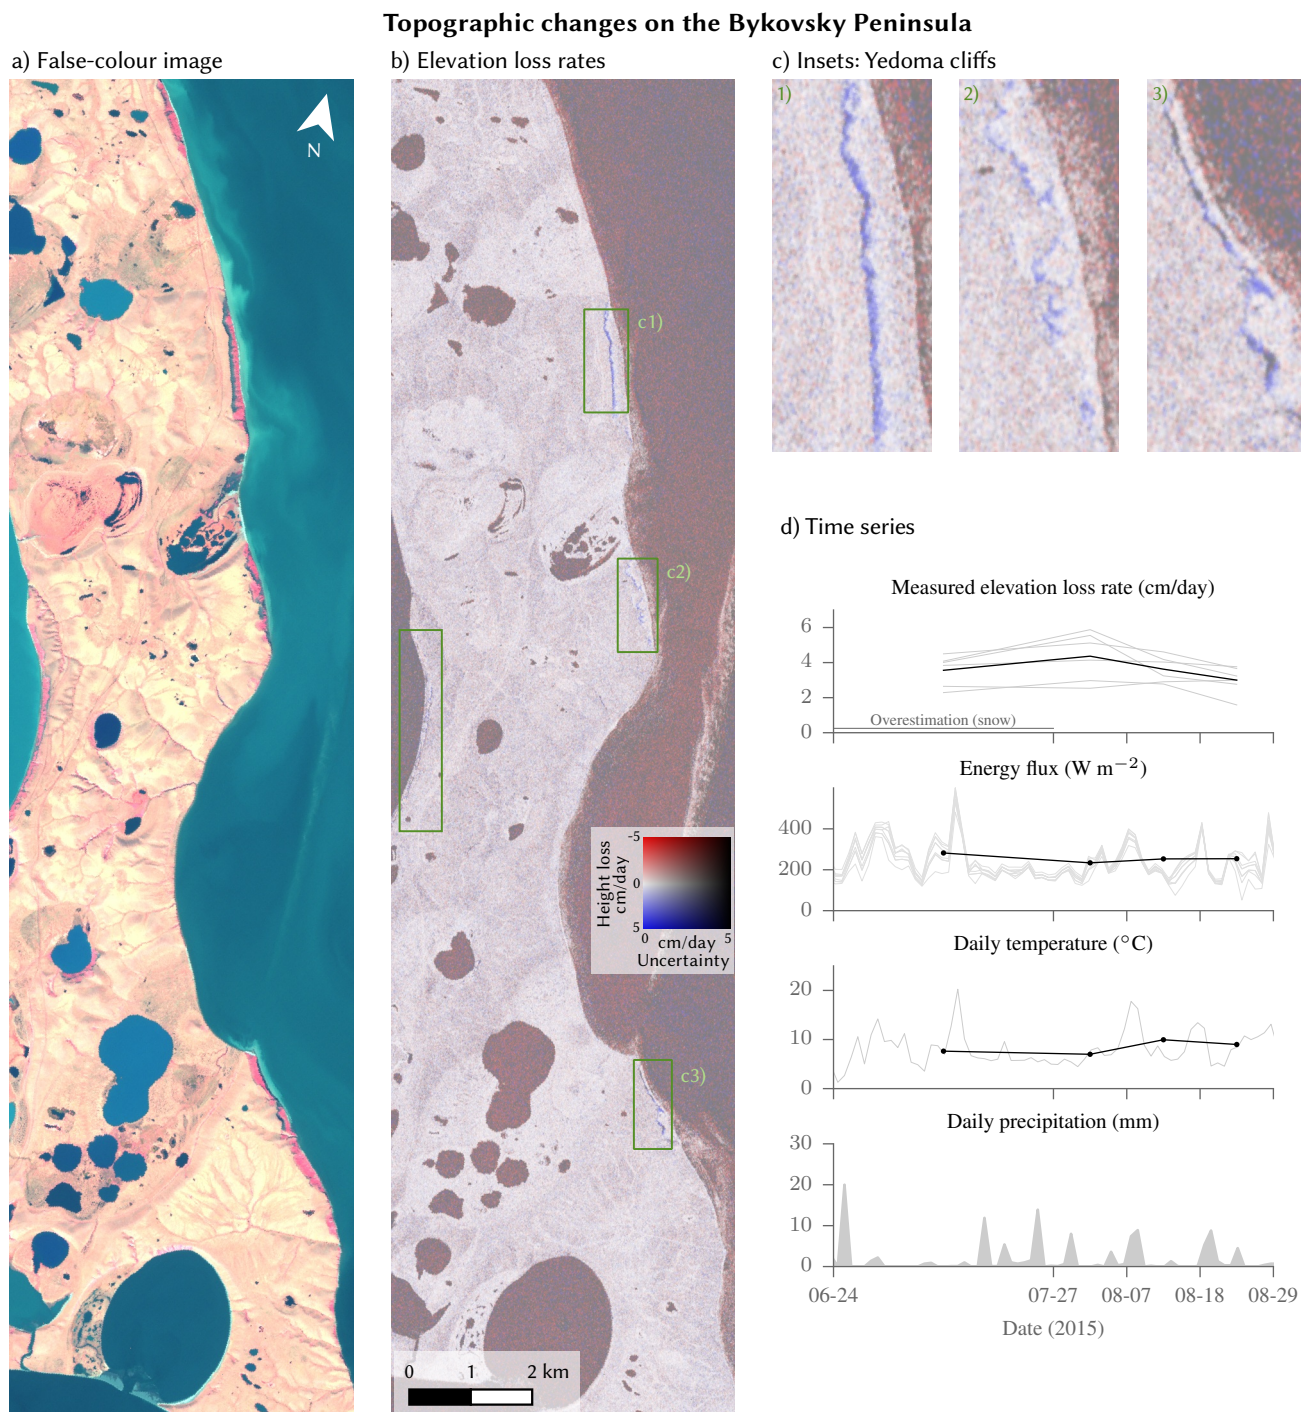 Topographic changes on the Bykovsky Peninsula
a) False-colour image
b) Elevation loss rates
c) Insets: Yedoma cliffs
N
1)
2)
3)
c1)
c2)
c3)
Height loss
cm/day
-5
0
5
0
cm/day
5
Uncertainty
0
1
2 km
d) Time series
Measured elevation loss rate (cm/day)
6
4
2
0
Overestimation (snow)
Energy flux (W m−2)
400
200
0
Daily temperature (°C)
20
10
0
Daily precipitation (mm)
30
20
10
0
06-24
07-27
08-07
08-18
08-29
Date (2015)